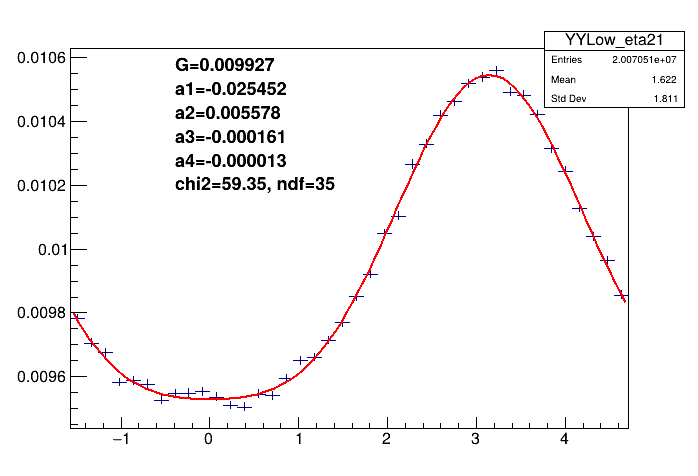 YYLow_eta21
Entries 2.007051e+07
Mean 1.622
Std Dev 1.811
G=0.009927
a1=-0.025452
a2=0.005578
a3=-0.000161
a4=-0.000013
chi2=59.35, ndf=35
0.0106
0.0104
0.0102
0.01
0.0098
0.0096
−1 0 1 2 3 4